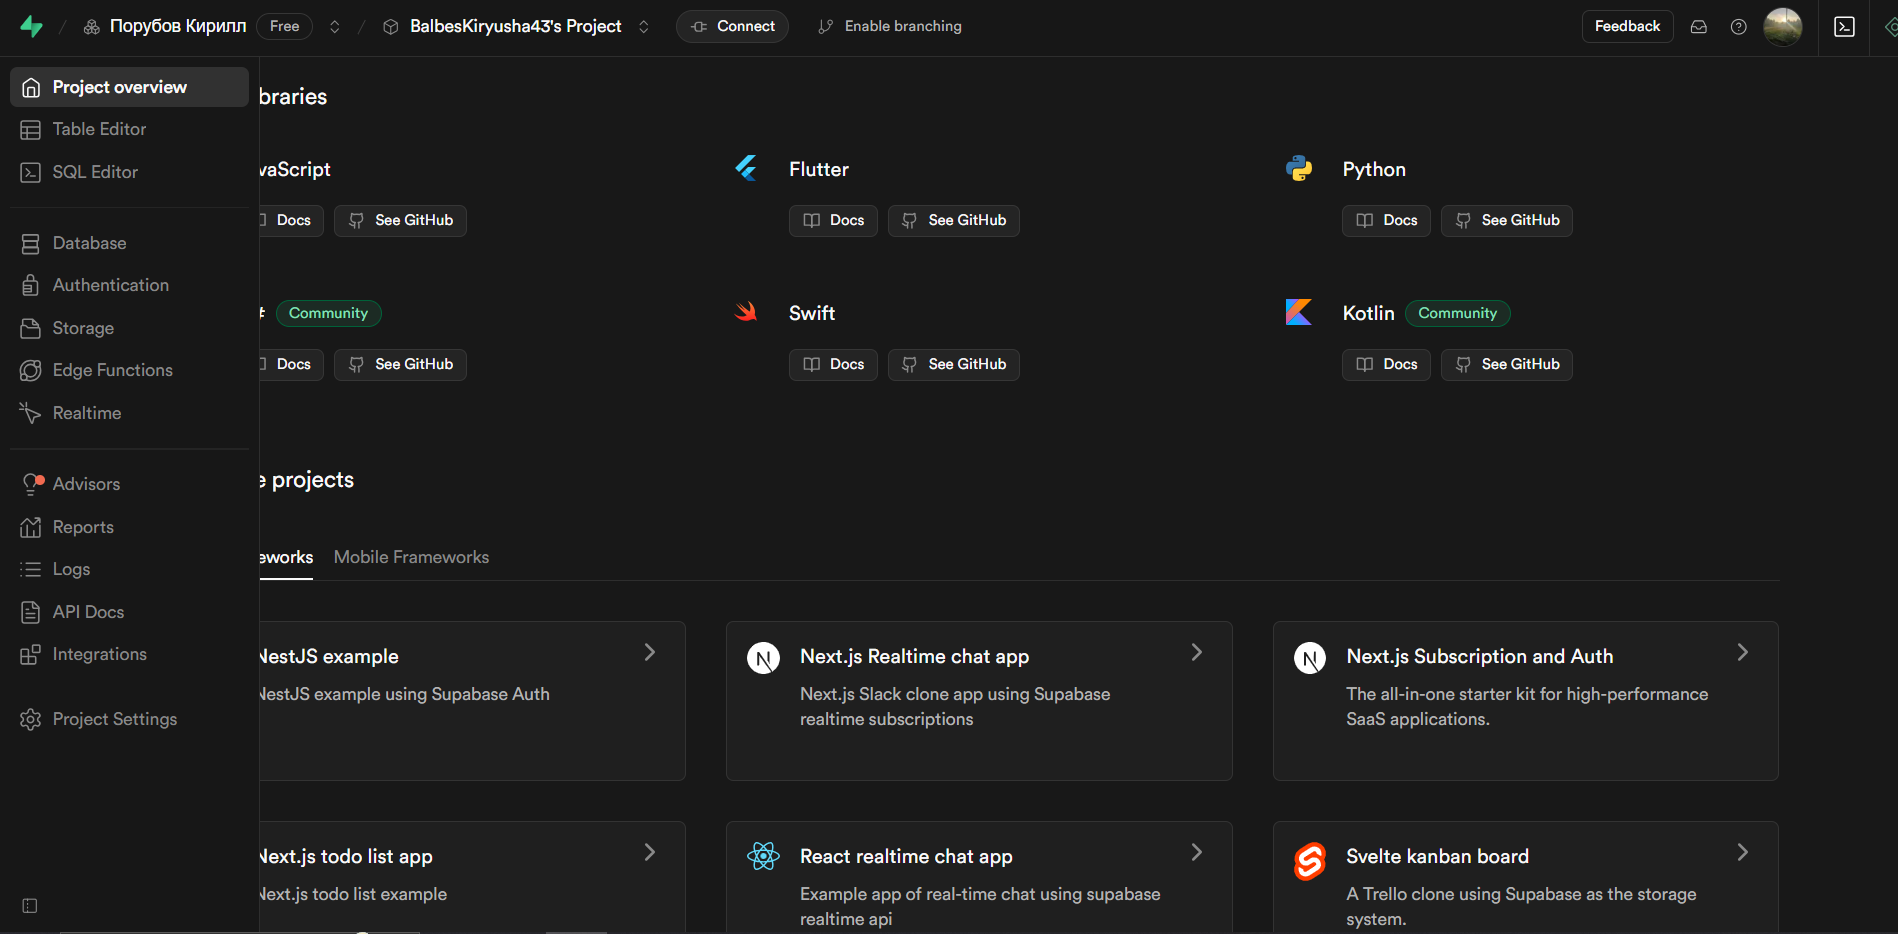 Порубов Кирилл Free BalbesKiryusha43's Project Connect Enable branching Feedback
Project overview
Table Editor
SQL Editor
Database
Authentication
Storage
Edge Functions
Realtime
Advisors
Reports
Logs
API Docs
Integrations
Project Settings
braries
vaScript
Docs See GitHub
Flutter
Docs See GitHub
Python
Docs See GitHub
Community
Docs See GitHub
Swift
Docs See GitHub
Kotlin Community
Docs See GitHub
e projects
eworks Mobile Frameworks
NestJS example
NestJS example using Supabase Auth
Next.js Realtime chat app
Next.js Slack clone app using Supabase
realtime subscriptions
Next.js Subscription and Auth
The all-in-one starter kit for high-performance
SaaS applications.
Next.js todo list app
Next.js todo list example
React realtime chat app
Example app of real-time chat using supabase
realtime api
Svelte kanban board
A Trello clone using Supabase as the storage
system.